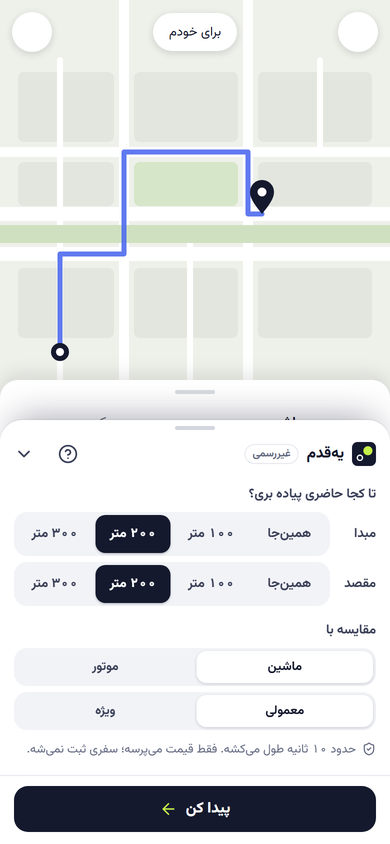 برای خودم
یه‌قدم
غیررسمی
تا کجا حاضری پیاده بری؟
مبدا
همین‌جا
۱۰۰ متر
۲۰۰ متر
۳۰۰ متر
مقصد
همین‌جا
۱۰۰ متر
۲۰۰ متر
۳۰۰ متر
مقایسه با
ماشین
موتور
معمولی
ویژه
حدود ۱۰ ثانیه طول می‌کشه. فقط قیمت می‌پرسه؛ سفری ثبت نمی‌شه.
پیدا کن